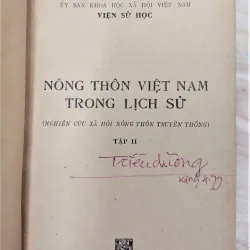 ỦY BAN KHOA HỌC XÃ HỘI VIỆT NAM
VIỆN SỬ HỌC
NÔNG THÔN VIỆT NAM
TRONG LỊCH SỬ
(NGHIÊN CỨU XÃ HỘI NÔNG THÔN TRUYỀN THỐNG)
TẬP II
Triêudương